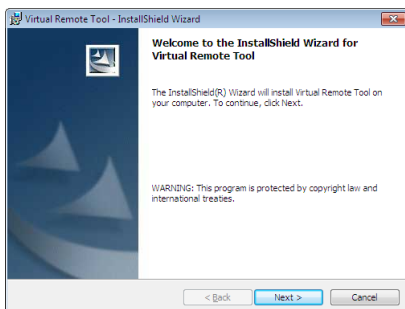 Virtual Remote Tool - InstallShield Wizard
Welcome to the InstallShield Wizard for
Virtual Remote Tool
The InstallShield(R) Wizard will install Virtual Remote Tool on
your computer. To continue, click Next.
WARNING: This program is protected by copyright law and
international treaties.
< Back Next > Cancel